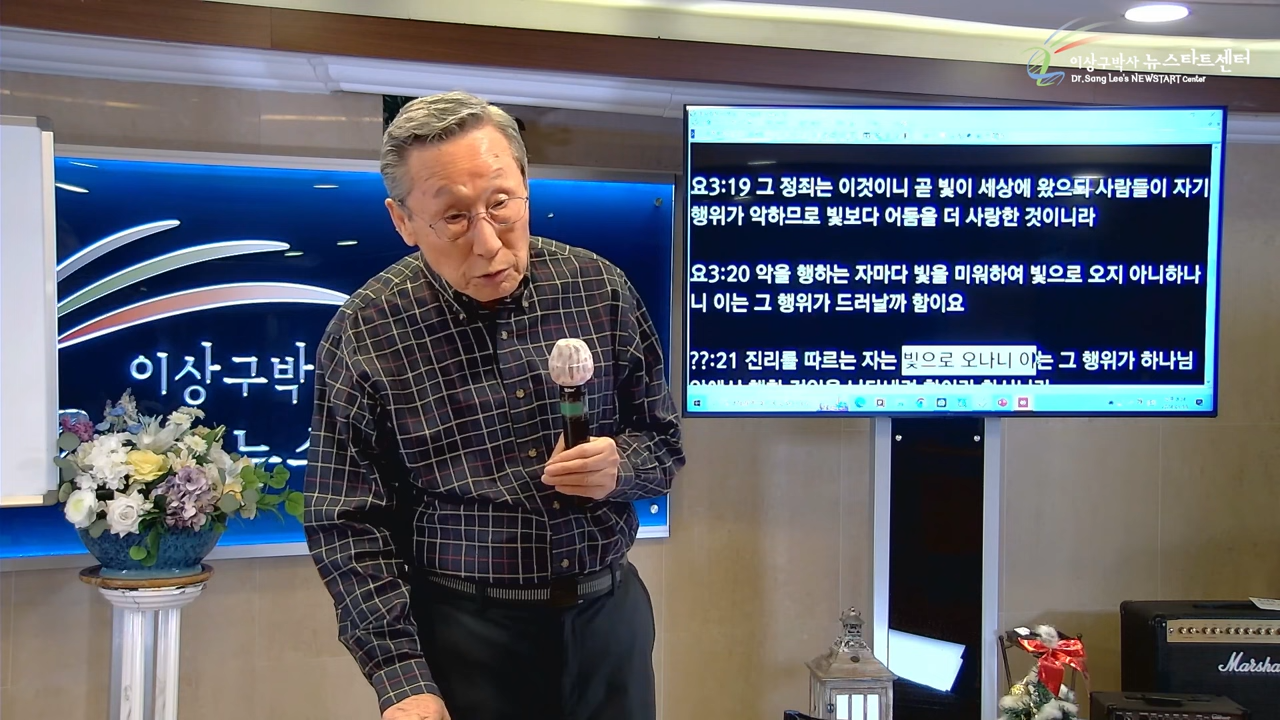 이상구박사 뉴스타트센터
Dr. Sang Lee's NEWSTART Center
요3:19 그 정죄는 이것이니 곧 빛이 세상에 왔으되 사람들이 자기
행위가 악하므로 빛보다 어둠을 더 사랑한 것이니라
요3:20 악을 행하는 자마다 빛을 미워하여 빛으로 오지 아니하나
니 이는 그 행위가 드러날까 함이요
??:21 진리를 따르는 자는 빛으로 오나니 이는 그 행위가 하나님
이상구박
뉴스
Marsha